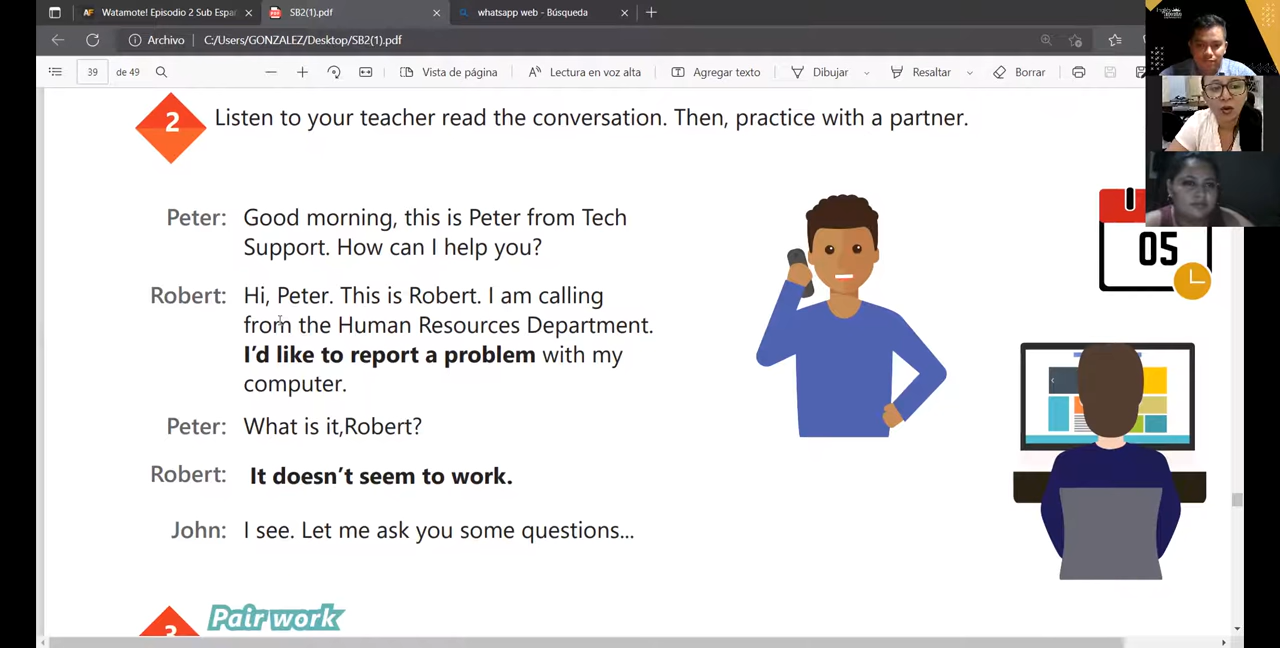 Watamote! Episodio 2 Sub Espa
SB2(1).pdf
whatsapp web - Búsqueda
Archivo
C:/Users/GONZALEZ/Desktop/SB2(1).pdf
39 de 49
Vista de página
Lectura en voz alta
Agregar texto
Dibujar
Resaltar
Borrar
2
Listen to your teacher read the conversation. Then, practice with a partner.
Peter: Good morning, this is Peter from Tech
Support. How can I help you?
Robert: Hi, Peter. This is Robert. I am calling
from the Human Resources Department.
I'd like to report a problem with my
computer.
Peter: What is it,Robert?
Robert: It doesn't seem to work.
John: I see. Let me ask you some questions...
05
3
Pair work